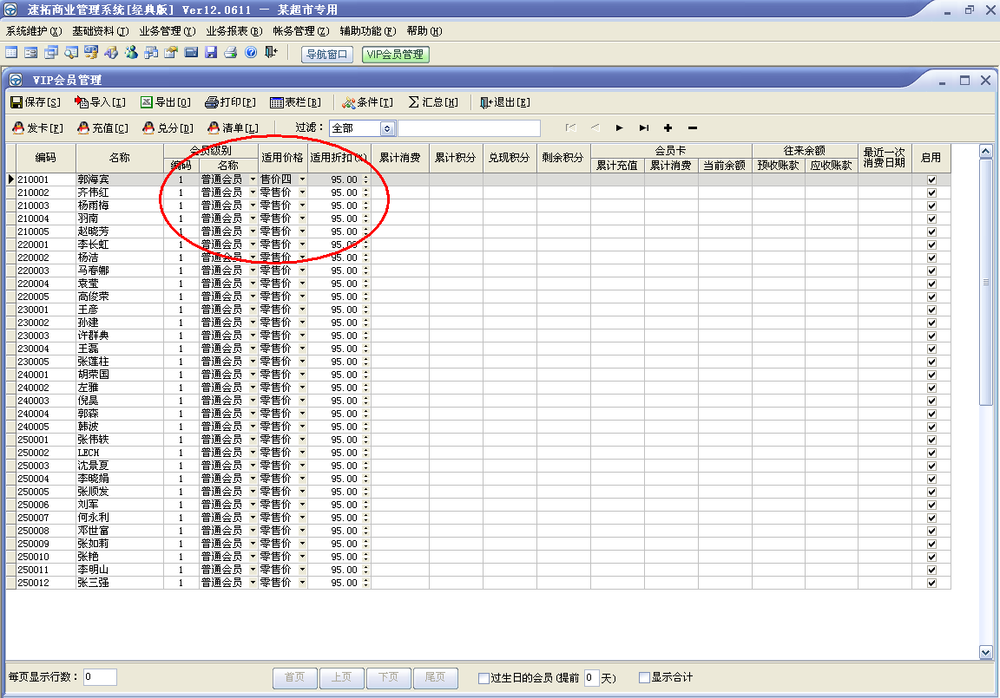 速拓商业管理系统[经典版] Ver12.0611 — 某超市专用
系统维护(X) 基础资料(J) 业务管理(Y) 业务报表(B) 帐务管理(Z) 辅助功能(F) 帮助(H)
导航窗口 VIP会员管理
VIP会员管理
保存[S] 导入[I] 导出[O] 打印[P] 表栏[B] 条件[T] 汇总[H] 退出[E]
发卡[F] 充值[C] 兑分[D] 清单[L] 过滤: 全部
编码 名称 会员级别 适用价格 适用折扣(%) 累计消费 累计积分 兑现积分 剩余积分 会员卡 往来余额 最近一次消费日期 启用
编码 名称 累计充值 累计消费 当前余额 预收账款 应收账款
210001 郭海宾 1 普通会员 售价四 95.00
210002 齐伟红 1 普通会员 零售价 95.00
210003 杨雨梅 1 普通会员 零售价 95.00
210004 羽南 1 普通会员 零售价 95.00
210005 赵晓芳 1 普通会员 零售价 95.00
220001 李长虹 1 普通会员 零售价 95.00
220002 杨洁 1 普通会员 零售价 95.00
220003 马春娜 1 普通会员 零售价 95.00
220004 袁莹 1 普通会员 零售价 95.00
220005 高俊荣 1 普通会员 零售价 95.00
230001 王彦 1 普通会员 零售价 95.00
230002 孙建 1 普通会员 零售价 95.00
230003 许群典 1 普通会员 零售价 95.00
230004 王磊 1 普通会员 零售价 95.00
230005 张莲柱 1 普通会员 零售价 95.00
240001 胡荣国 1 普通会员 零售价 95.00
240002 左雅 1 普通会员 零售价 95.00
240003 倪昊 1 普通会员 零售价 95.00
240004 郭森 1 普通会员 零售价 95.00
240005 韩波 1 普通会员 零售价 95.00
250001 张伟轶 1 普通会员 零售价 95.00
250002 LECH 1 普通会员 零售价 95.00
250003 沈景夏 1 普通会员 零售价 95.00
250004 李晓娟 1 普通会员 零售价 95.00
250005 张顺发 1 普通会员 零售价 95.00
250006 刘军 1 普通会员 零售价 95.00
250007 何永利 1 普通会员 零售价 95.00
250008 邓世富 1 普通会员 零售价 95.00
250009 张如莉 1 普通会员 零售价 95.00
250010 张艳 1 普通会员 零售价 95.00
250011 李明山 1 普通会员 零售价 95.00
250012 张三强 1 普通会员 零售价 95.00
每页显示行数: 0 首页 上页 下页 尾页 过生日的会员(提前 0 天) 显示合计